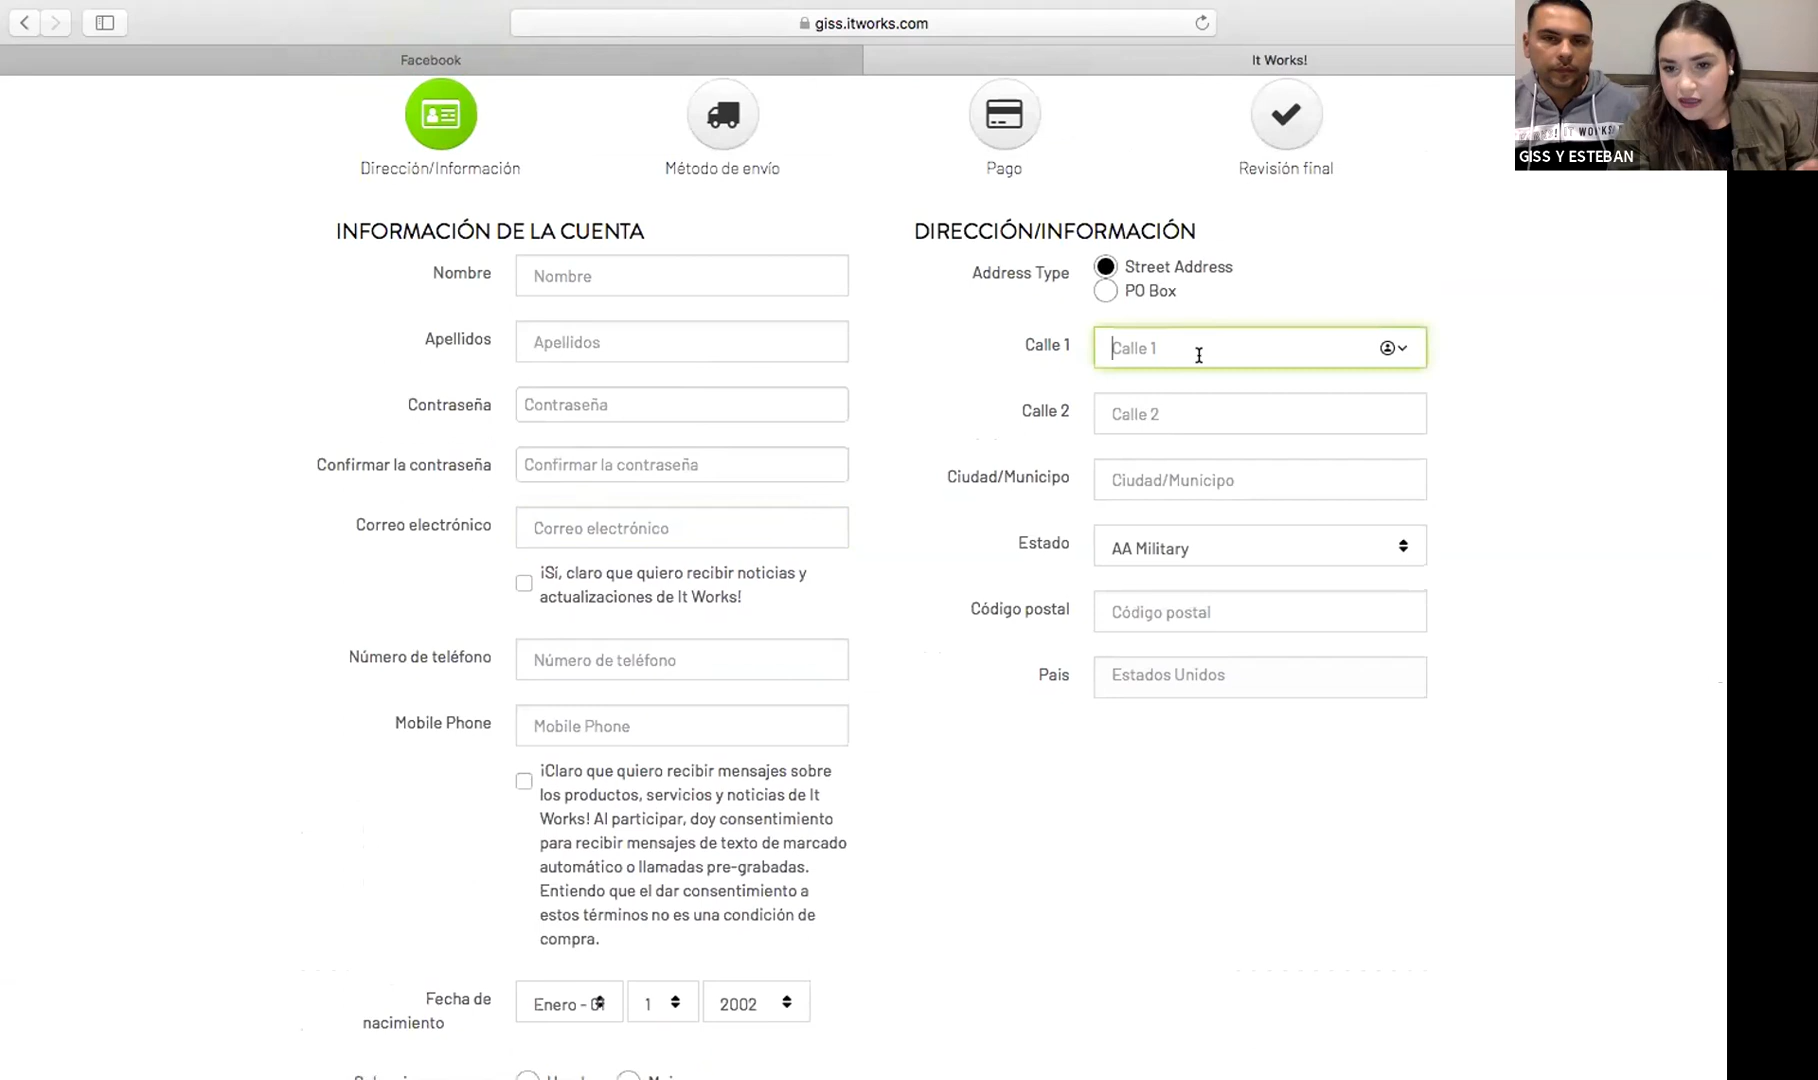 giss.itworks.com
Facebook
It Works!
IT WORKS!
GISS Y ESTEBAN
Dirección/Información
Método de envío
Pago
Revisión final
INFORMACIÓN DE LA CUENTA
Nombre
Nombre
Apellidos
Apellidos
Contraseña
Contraseña
Confirmar la contraseña
Confirmar la contraseña
Correo electrónico
Correo electrónico
¡Sí, claro que quiero recibir noticias y
actualizaciones de It Works!
Número de teléfono
Número de teléfono
Mobile Phone
Mobile Phone
¡Claro que quiero recibir mensajes sobre
los productos, servicios y noticias de It
Works! Al participar, doy consentimiento
para recibir mensajes de texto de marcado
automático o llamadas pre-grabadas.
Entiendo que el dar consentimiento a
estos términos no es una condición de
compra.
Fecha de
nacimiento
Enero - 01
1
2002
DIRECCIÓN/INFORMACIÓN
Address Type
Street Address
PO Box
Calle 1
Calle 1
Calle 2
Calle 2
Ciudad/Municipo
Ciudad/Municipo
Estado
AA Military
Código postal
Código postal
Pais
Estados Unidos